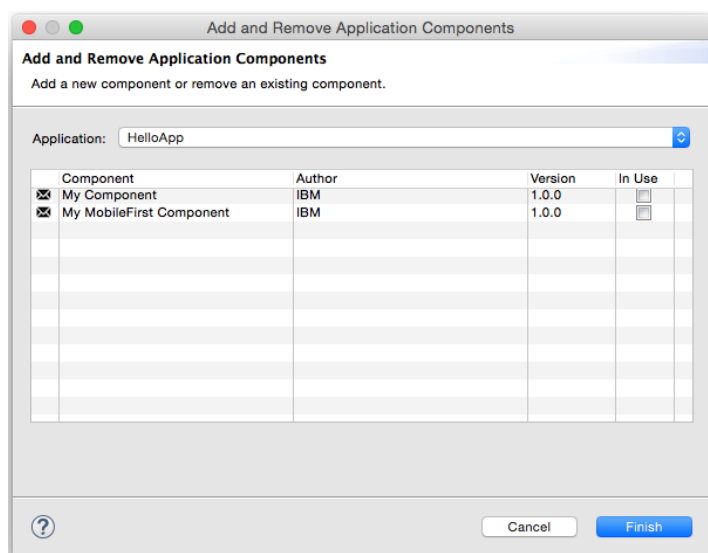 Add and Remove Application Components
Add and Remove Application Components
Add a new component or remove an existing component.
Application: HelloApp
Component Author Version In Use
My Component IBM 1.0.0
My MobileFirst Component IBM 1.0.0
? Cancel Finish